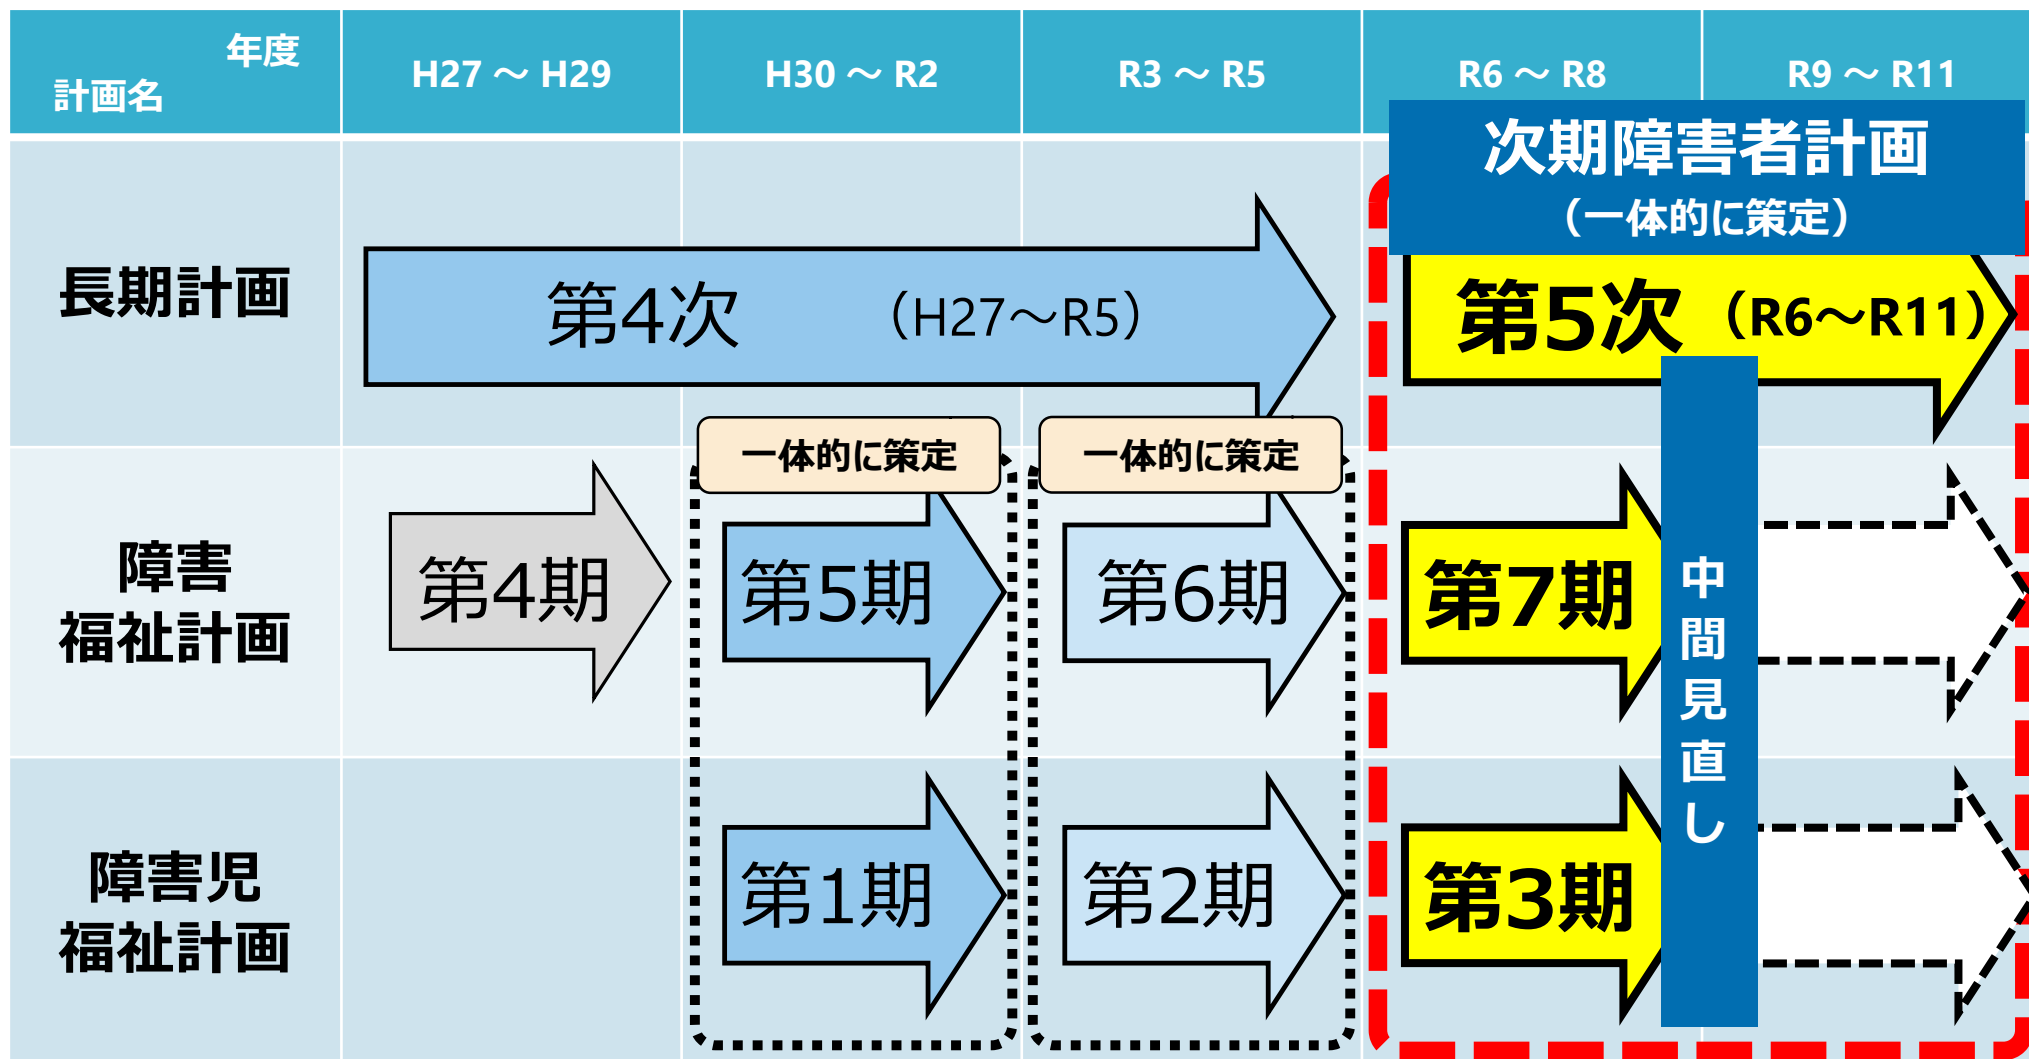 年度
計画名
H27 ～ H29
H30 ～ R2
R3 ～ R5
R6 ～ R8
R9 ～ R11
次期障害者計画
（一体的に策定）
長期計画
第4次 （H27～R5）
第5次 （R6～R11）
一体的に策定
一体的に策定
障害
福祉計画
第4期
第5期
第6期
第7期
中間見直し
障害児
福祉計画
第1期
第2期
第3期